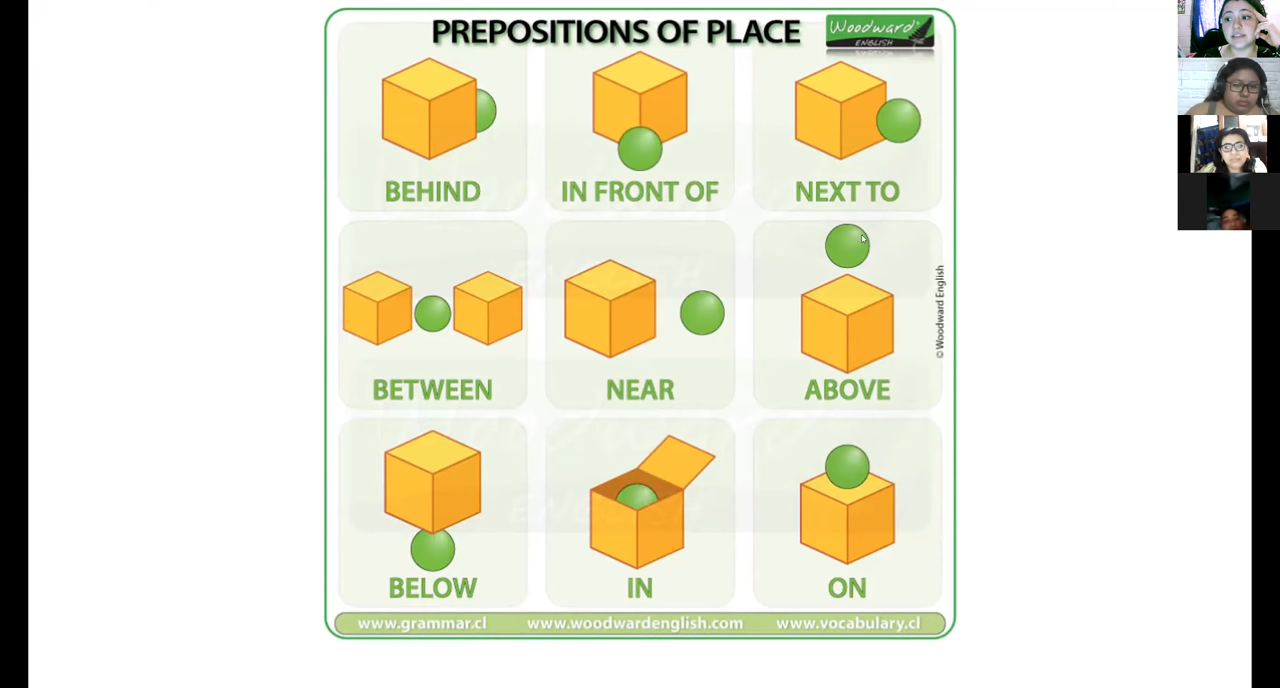 PREPOSITIONS OF PLACE
Woodward®
ENGLISH
BEHIND
IN FRONT OF
NEXT TO
BETWEEN
NEAR
ABOVE
© Woodward English
BELOW
IN
ON
www.grammar.cl
www.woodwardenglish.com
www.vocabulary.cl